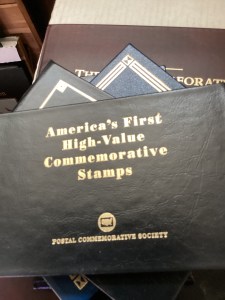 America's First
High-Value
Commemorative
Stamps
POSTAL COMMEMORATIVE SOCIETY